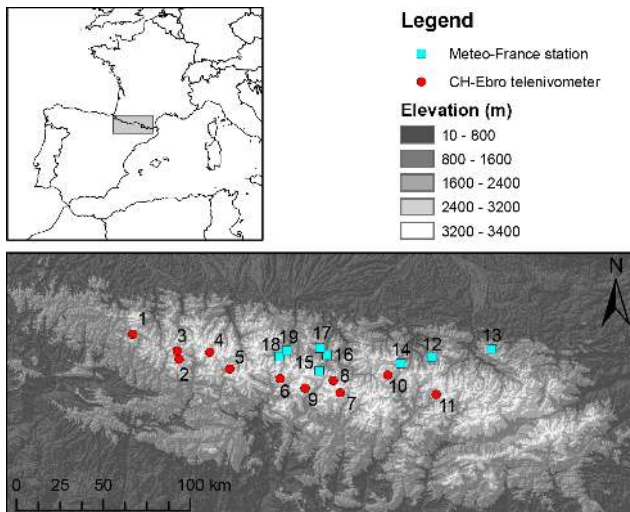 Legend
Meteo-France station
CH-Ebro telenivometer
Elevation (m)
10 - 800
800 - 1600
1600 - 2400
2400 - 3200
3200 - 3400
N
1
3
4
2
5
18
19
17
16
15
14
12
13
6
8
9
7
10
11
0 25 50 100 km